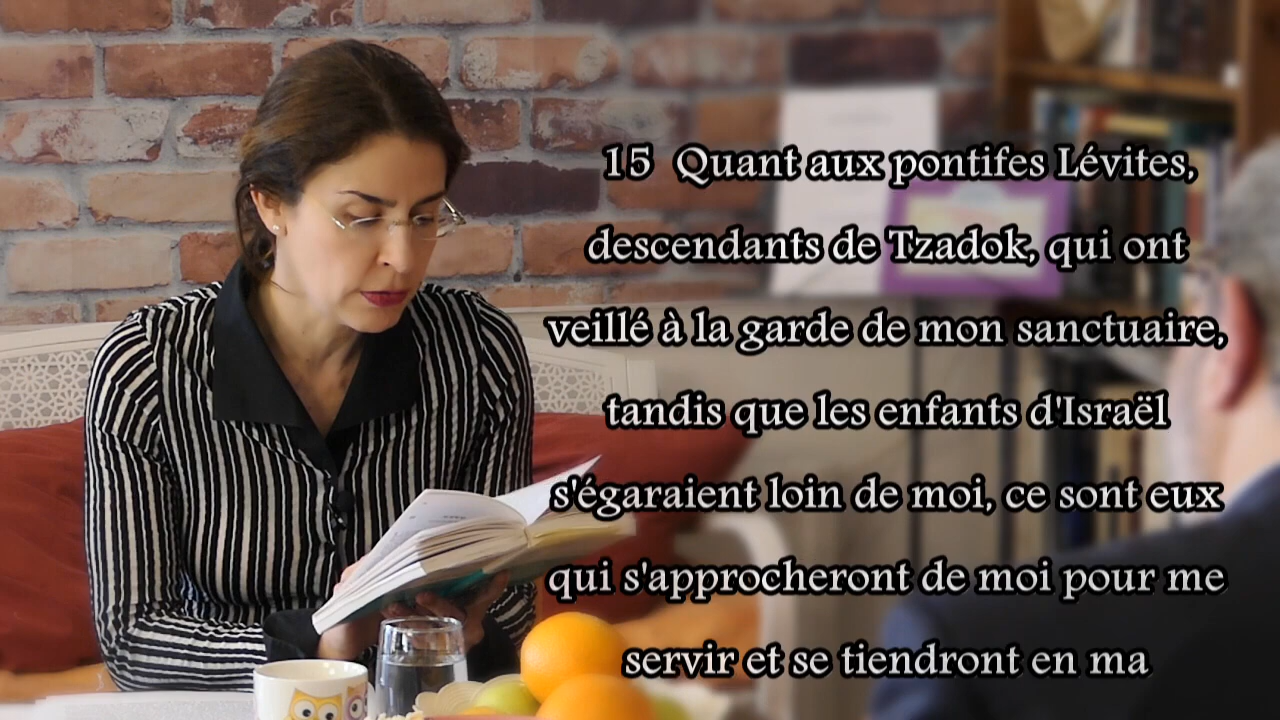 15 Quant aux pontifes Lévites,
descendants de Tzadok, qui ont
veillé à la garde de mon sanctuaire,
tandis que les enfants d'Israël
s'égaraient loin de moi, ce sont eux
qui s'approcheront de moi pour me
servir et se tiendront en ma